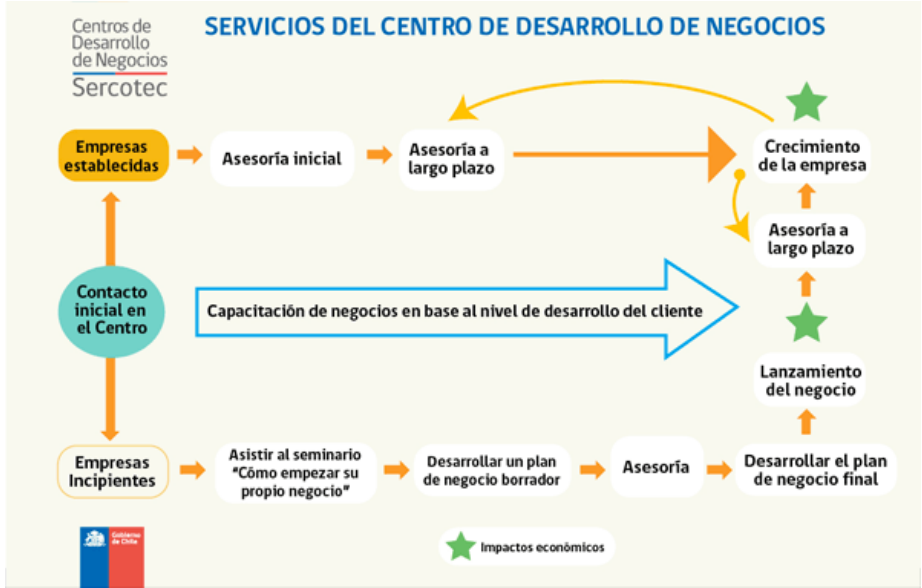 Centros de
Desarrollo
de Negocios
Sercotec
SERVICIOS DEL CENTRO DE DESARROLLO DE NEGOCIOS
Empresas
establecidas
Asesoría inicial
Asesoría a
largo plazo
Crecimiento
de la empresa
Asesoría a
largo plazo
Contacto
inicial en
el Centro
Capacitación de negocios en base al nivel de desarrollo del cliente
Lanzamiento
del negocio
Empresas
Incipientes
Asistir al seminario
"Cómo empezar su
propio negocio"
Desarrollar un plan
de negocio borrador
Asesoría
Desarrollar el plan
de negocio final
Gobierno
de Chile
Impactos económicos